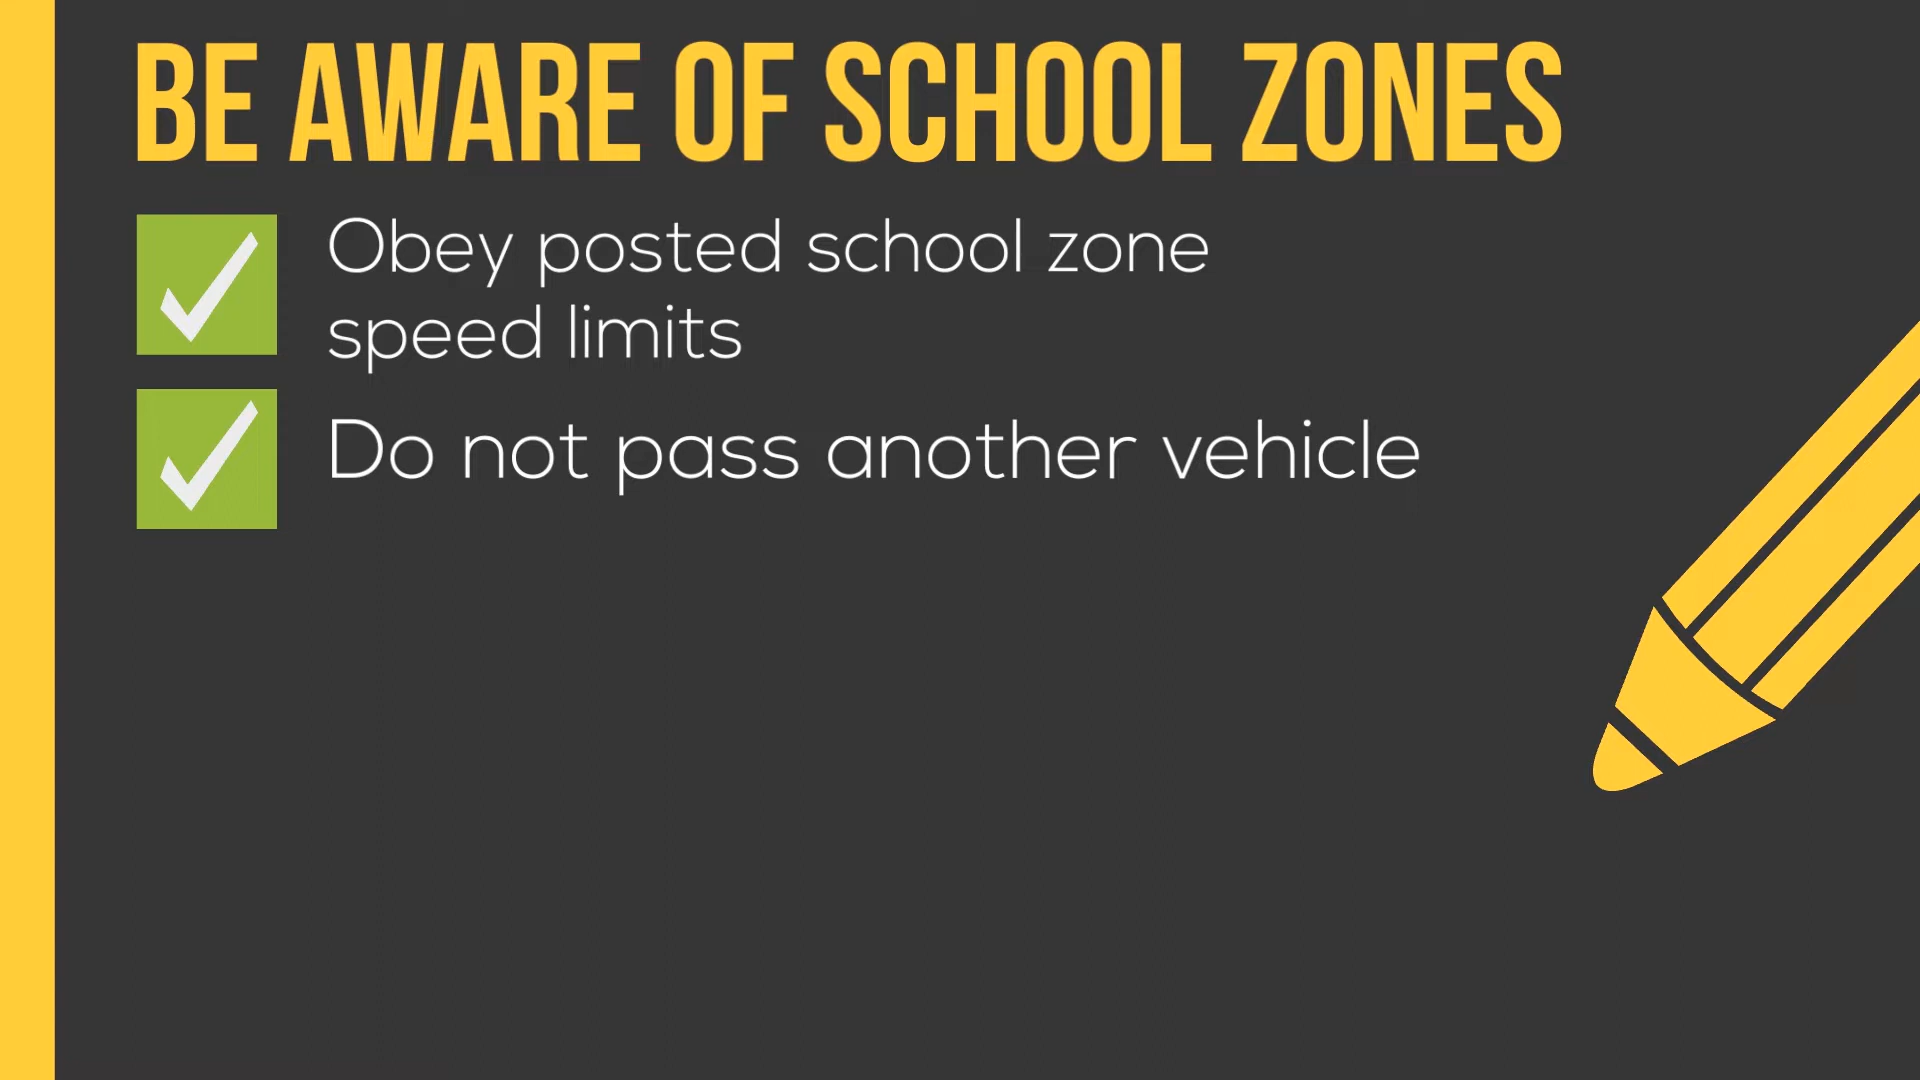 BE AWARE OF SCHOOL ZONES
Obey posted school zone
speed limits
Do not pass another vehicle